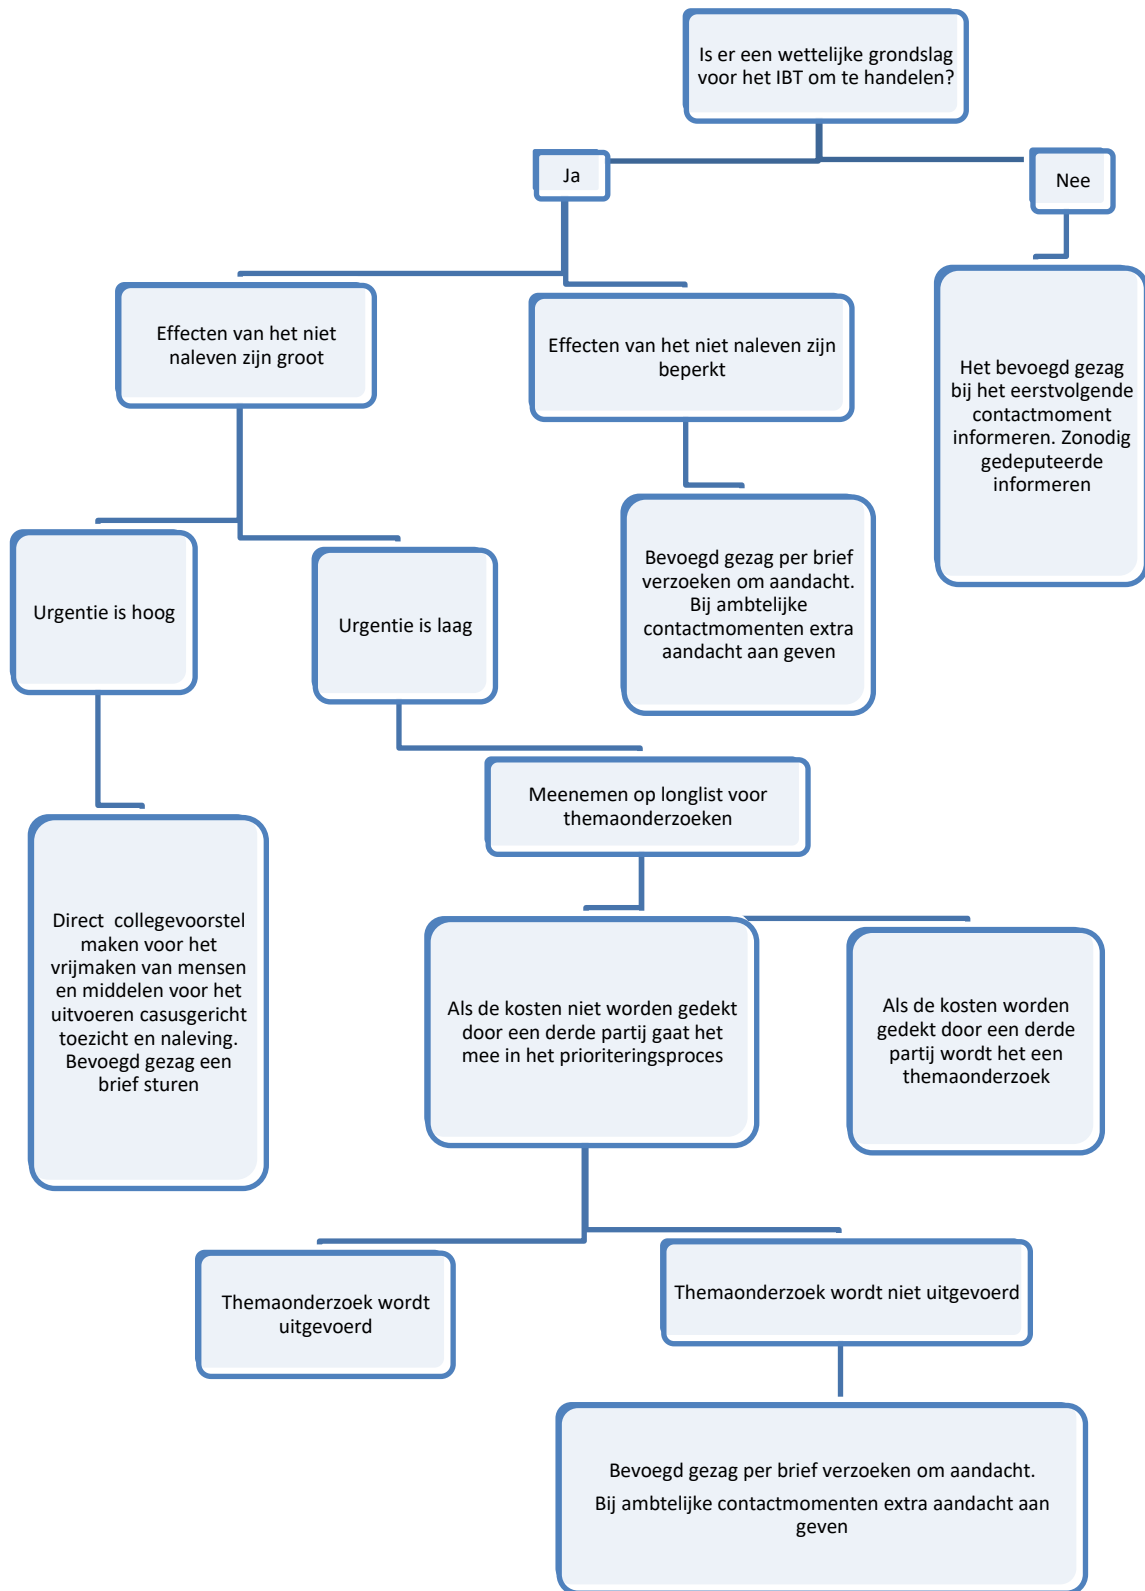 Is er een wettelijke grondslag
voor het IBT om te handelen?
Ja
Nee
Effecten van het niet
naleven zijn groot
Effecten van het niet naleven zijn
beperkt
Het bevoegd gezag
bij het eerstvolgende
contactmoment
informeren. Zonodig
gedeputeerde
informeren
Urgentie is hoog
Urgentie is laag
Bevoegd gezag per brief
verzoeken om aandacht.
Bij ambtelijke
contactmomenten extra
aandacht aan geven
Meenemen op longlist voor
themaonderzoeken
Direct collegevoorstel
maken voor het
vrijmaken van mensen
en middelen voor het
uitvoeren casusgericht
toezicht en naleving.
Bevoegd gezag een
brief sturen
Als de kosten niet worden gedekt
door een derde partij gaat het
mee in het prioriteringsproces
Als de kosten worden
gedekt door een derde
partij wordt het een
themaonderzoek
Themaonderzoek wordt
uitgevoerd
Themaonderzoek wordt niet uitgevoerd
Bevoegd gezag per brief verzoeken om aandacht.
Bij ambtelijke contactmomenten extra aandacht aan
geven